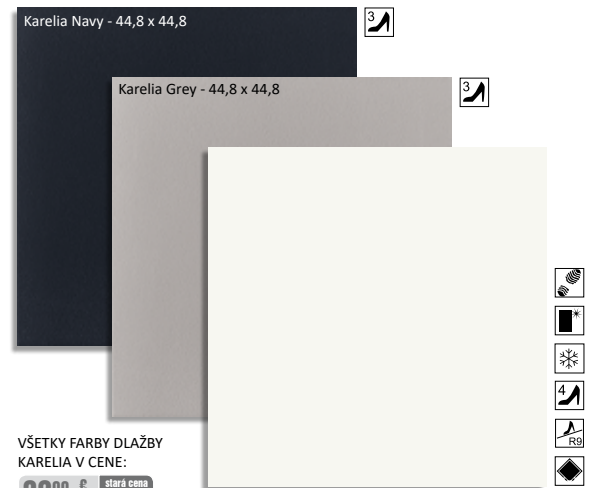 Karelia Navy - 44,8 x 44,8
3
Karelia Grey - 44,8 x 44,8
3
4
R9
VŠETKY FARBY DLAŽBY
KARELIA V CENE:
€
stará cena